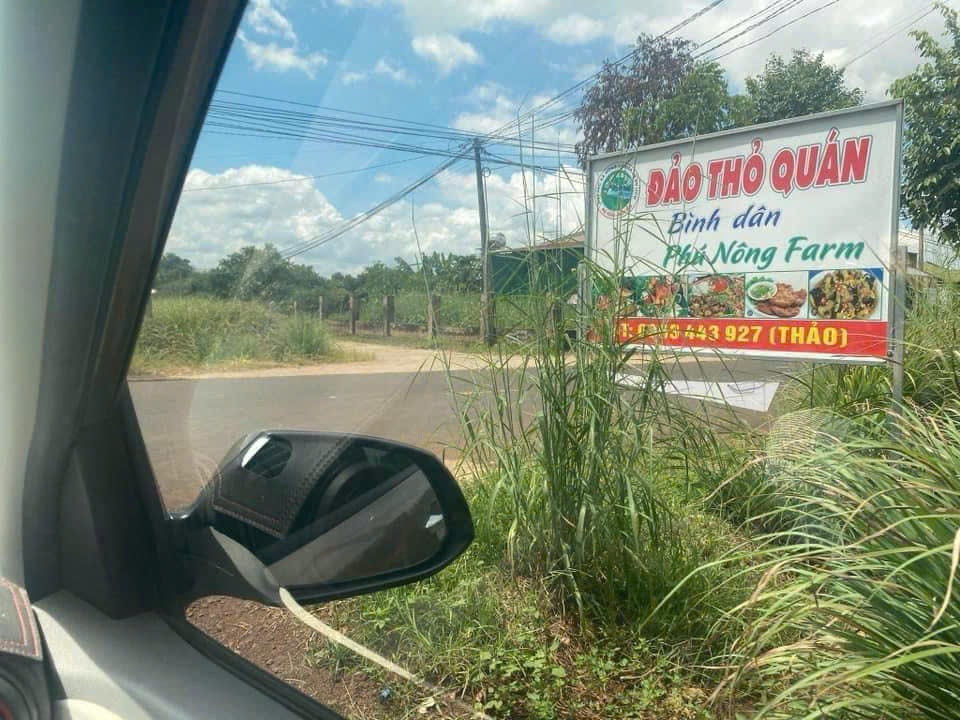 ĐẢO THỎ QUÁN
Bình dân
Phú Nông Farm
443 927 (THẢO)